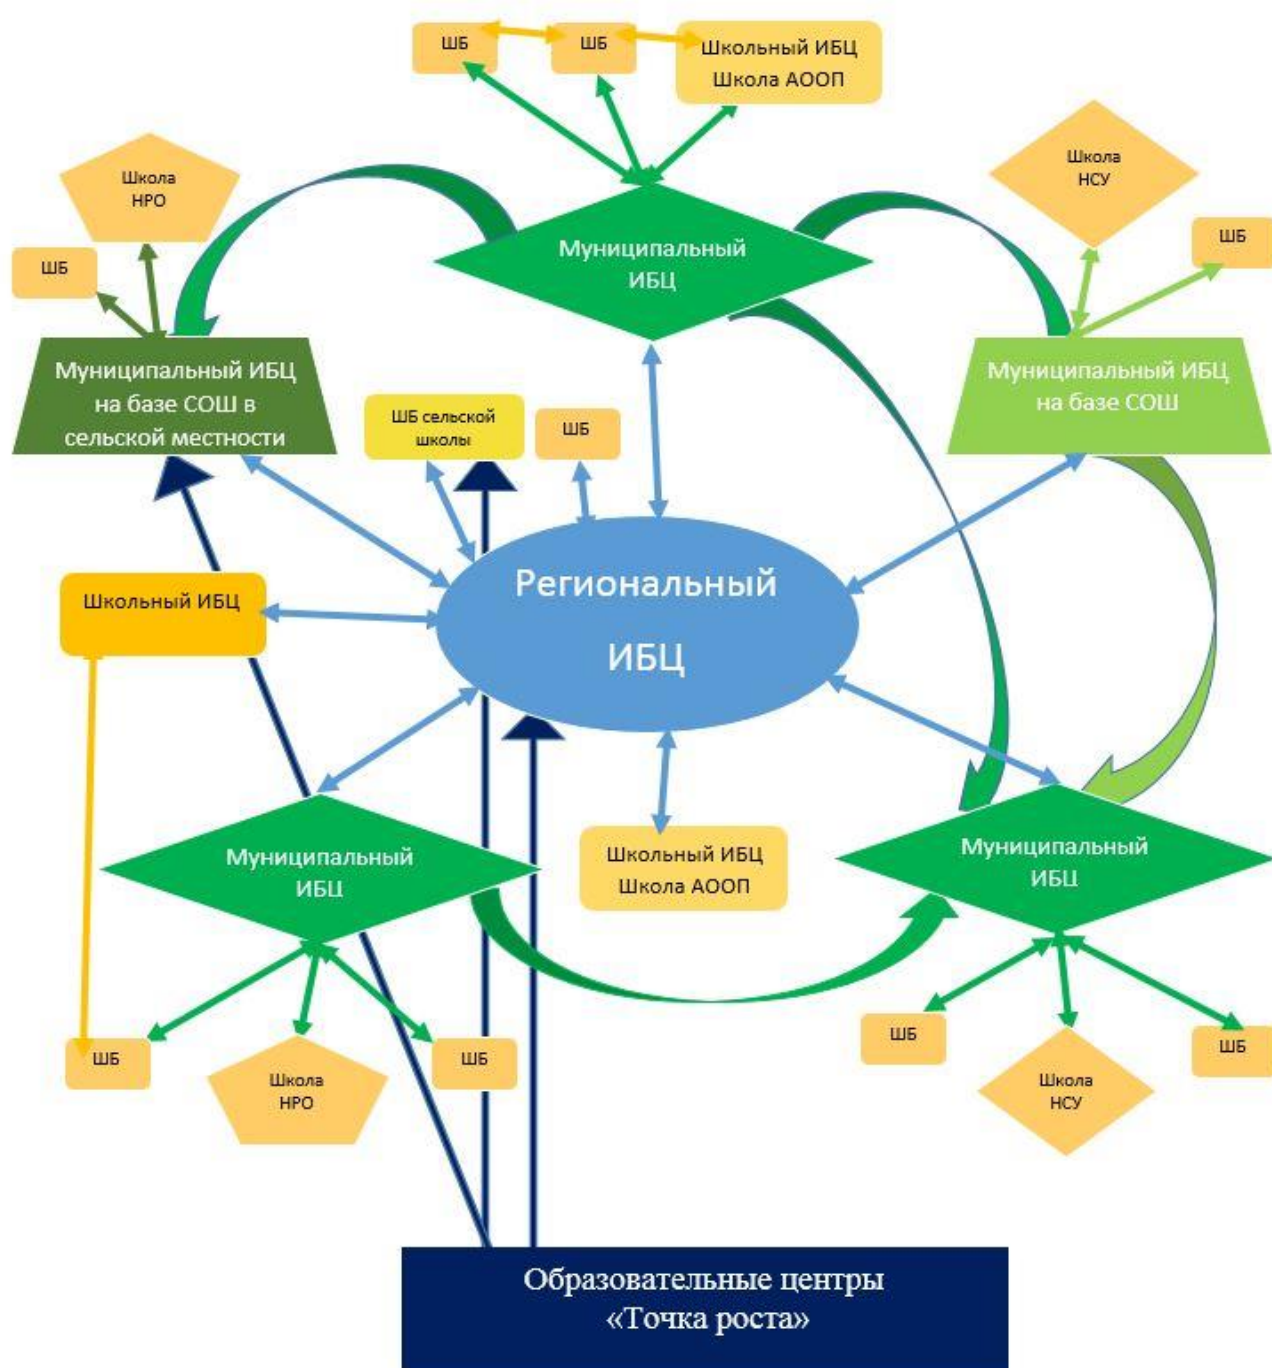 ШБ
ШБ
Школьный ИБЦ
Школа АООП
Школа
НРО
Школа
НСУ
ШБ
ШБ
Муниципальный
ИБЦ
Муниципальный ИБЦ
на базе СОШ в
сельской местности
Муниципальный ИБЦ
на базе СОШ
ШБ сельской
школы
ШБ
Региональный
ИБЦ
Школьный ИБЦ
Муниципальный
ИБЦ
Школьный ИБЦ
Школа АООП
Муниципальный
ИБЦ
ШБ
Школа
НРО
ШБ
ШБ
Школа
НСУ
ШБ
Образовательные центры
«Точка роста»